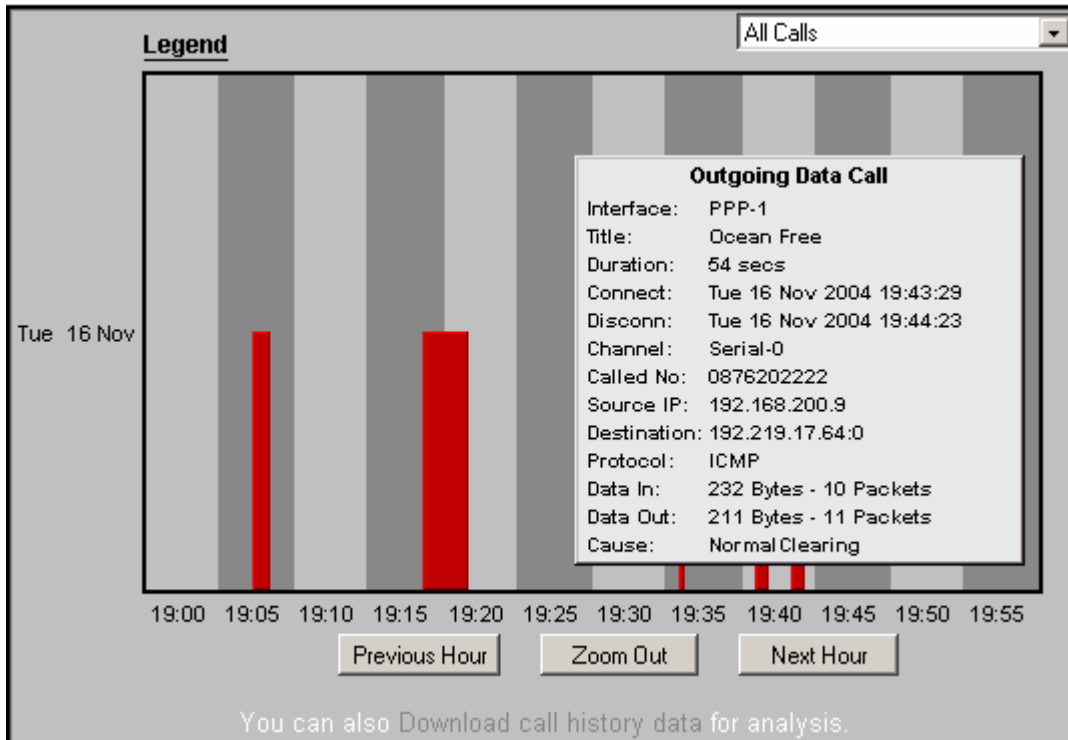 All Calls
Legend
Outgoing Data Call
Interface: PPP-1
Title: Ocean Free
Duration: 54 secs
Connect: Tue 16 Nov 2004 19:43:29
Disconn: Tue 16 Nov 2004 19:44:23
Channel: Serial-0
Called No: 0876202222
Source IP: 192.168.200.9
Destination: 192.219.17.64:0
Protocol: ICMP
Data In: 232 Bytes - 10 Packets
Data Out: 211 Bytes - 11 Packets
Cause: NormalClearing
Tue 16 Nov
19:00 19:05 19:10 19:15 19:20 19:25 19:30 19:35 19:40 19:45 19:50 19:55
Previous Hour Zoom Out Next Hour
You can also Download call history data for analysis.